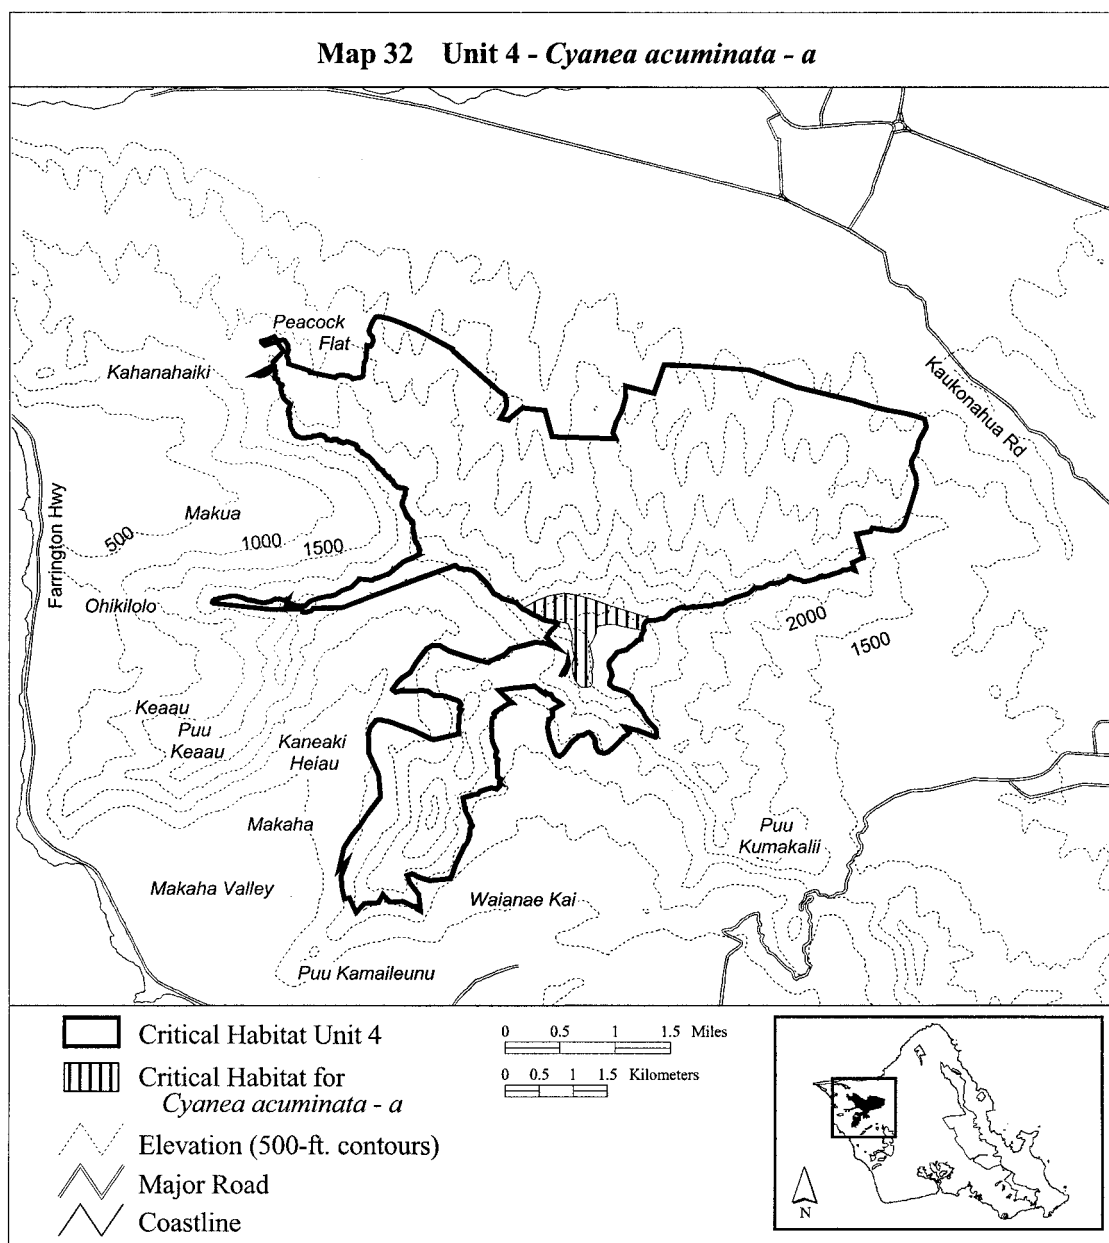 Map 32 Unit 4 - Cyanea acuminata - a
Peacock
Flat
Kahanahaiki
Kaukonahua Rd
Farrington Hwy
Makua
500
1000
1500
Ohikilolo
2000
1500
Keaau
Puu
Keaau
Kaneaki
Heiau
Makaha
Puu
Kumakalii
Makaha Valley
Waianae Kai
Puu Kamaileunu
Critical Habitat Unit 4
Critical Habitat for
Cyanea acuminata - a
Elevation (500-ft. contours)
Major Road
Coastline
0 0.5 1 1.5 Miles
0 0.5 1 1.5 Kilometers
N